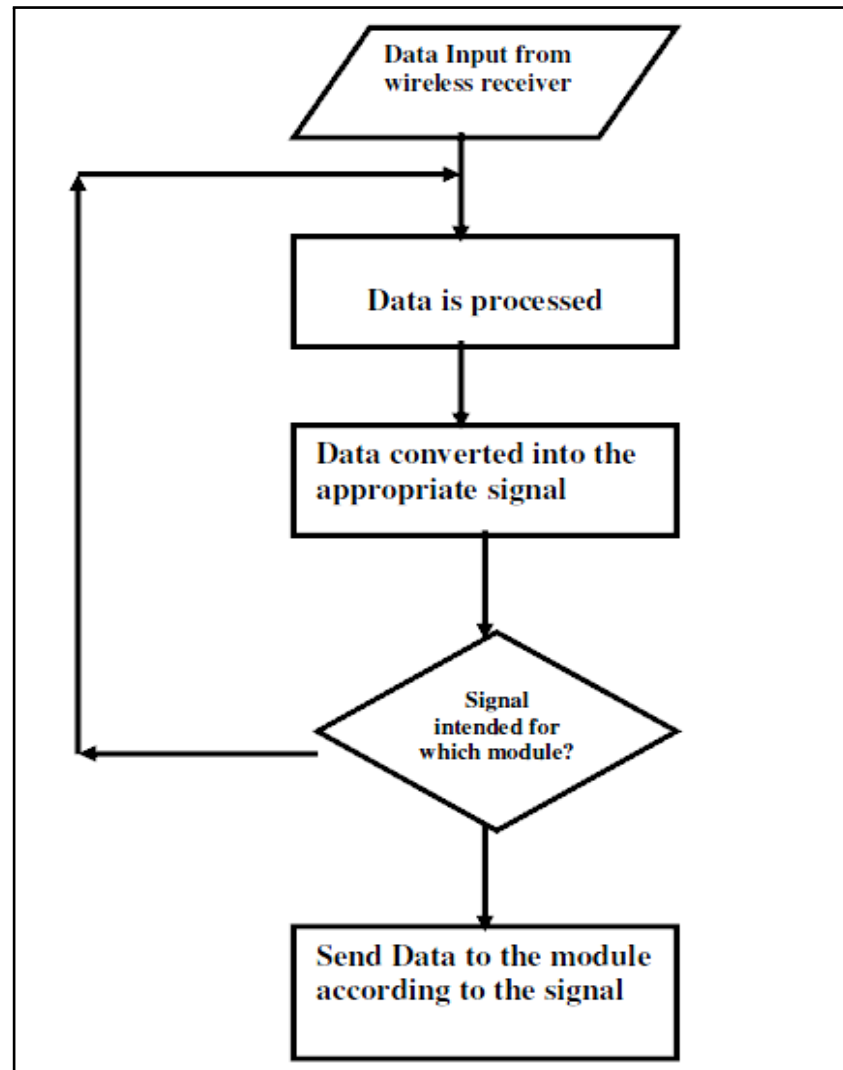 Data Input from
wireless receiver
Data is processed
Data converted into the
appropriate signal
Signal
intended for
which module?
Send Data to the module
according to the signal